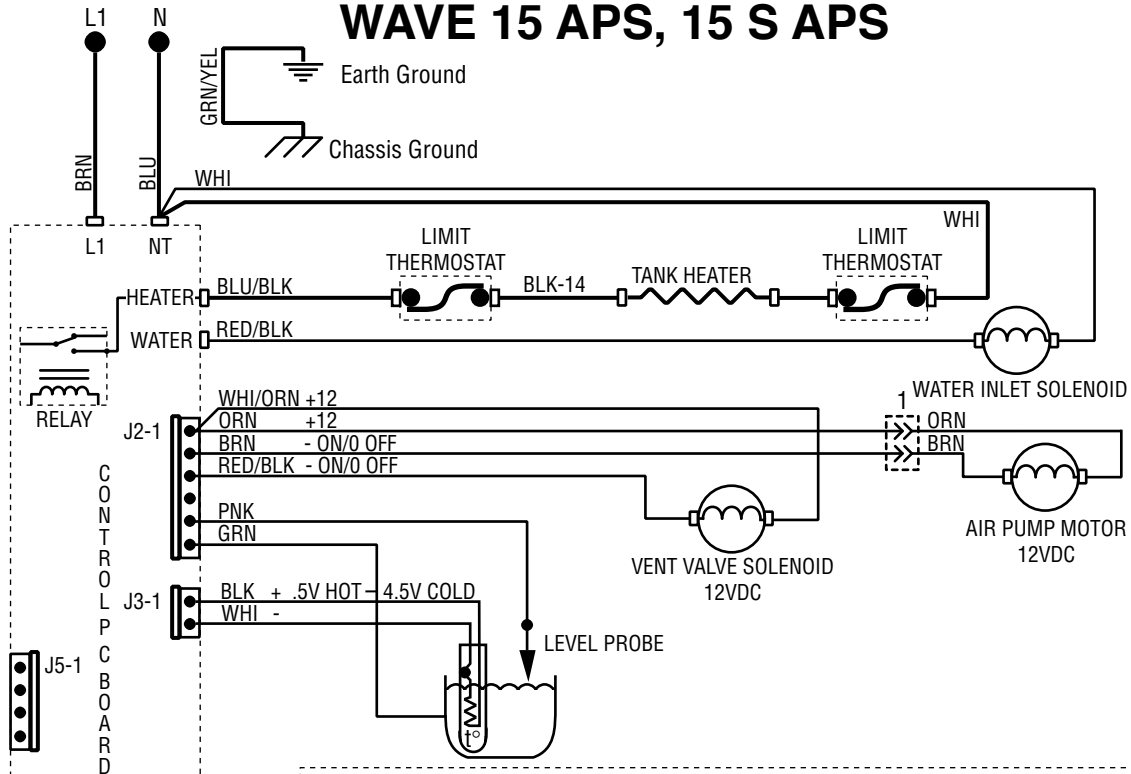 WAVE 15 APS, 15 S APS
L1 N
Earth Ground
GRN/YEL
Chassis Ground
BRN
BLU
WHI
WHI
L1 NT
LIMIT
THERMOSTAT
LIMIT
THERMOSTAT
TANK HEATER
HEATER
BLU/BLK
BLK-14
WATER
RED/BLK
WATER INLET SOLENOID
RELAY
J2-1
WHI/ORN +12
ORN +12
BRN - ON/0 OFF
RED/BLK - ON/0 OFF
1
ORN
BRN
PNK
GRN
AIR PUMP MOTOR
12VDC
VENT VALVE SOLENOID
12VDC
CONTROL P C BOARD
J3-1
BLK + .5V HOT – 4.5V COLD
WHI -
LEVEL PROBE
J5-1
t°